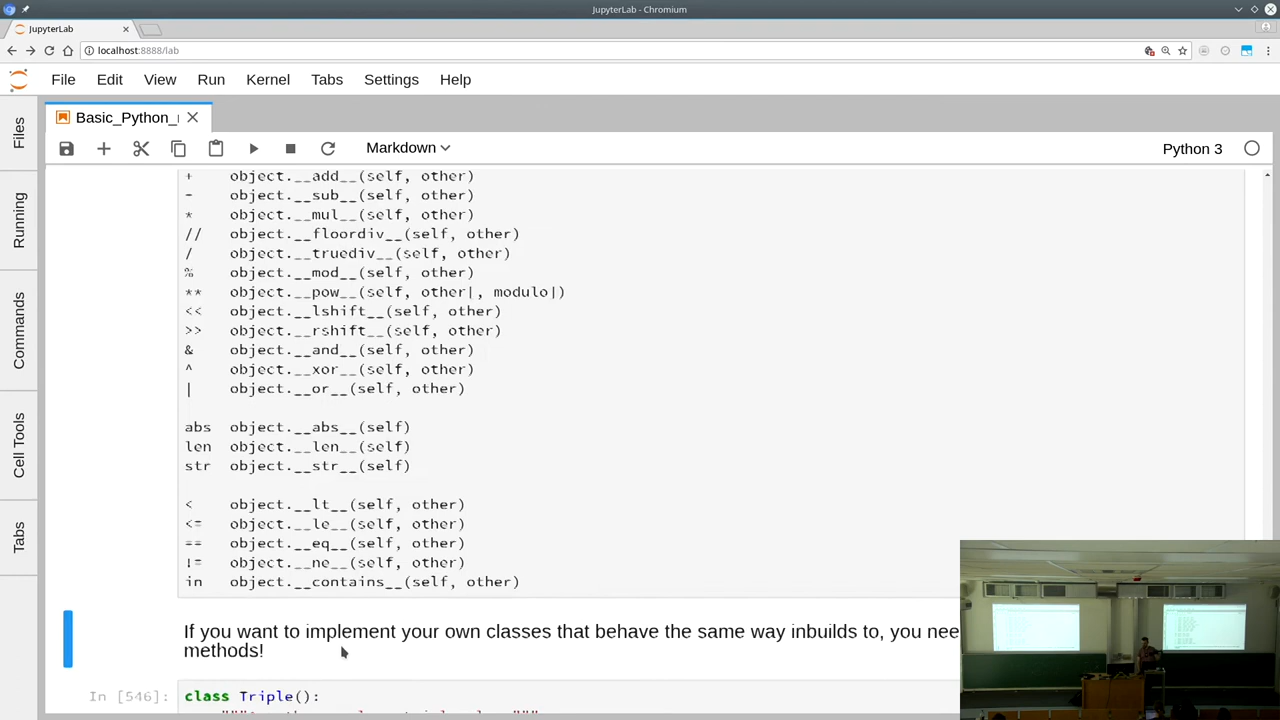 JupyterLab - Chromium
JupyterLab
localhost:8888/lab
File Edit View Run Kernel Tabs Settings Help
Basic_Python_
Markdown
Python 3
Files
Running
Commands
Cell Tools
Tabs
+ object.__add__(self, other)
- object.__sub__(self, other)
* object.__mul__(self, other)
// object.__floordiv__(self, other)
/ object.__truediv__(self, other)
% object.__mod__(self, other)
** object.__pow__(self, other|, modulo|)
<< object.__lshift__(self, other)
>> object.__rshift__(self, other)
& object.__and__(self, other)
^ object.__xor__(self, other)
| object.__or__(self, other)
abs object.__abs__(self)
len object.__len__(self)
str object.__str__(self)
< object.__lt__(self, other)
<= object.__le__(self, other)
== object.__eq__(self, other)
!= object.__ne__(self, other)
in object.__contains__(self, other)
If you want to implement your own classes that behave the same way inbuilds to, you nee
methods!
In [546]: class Triple():